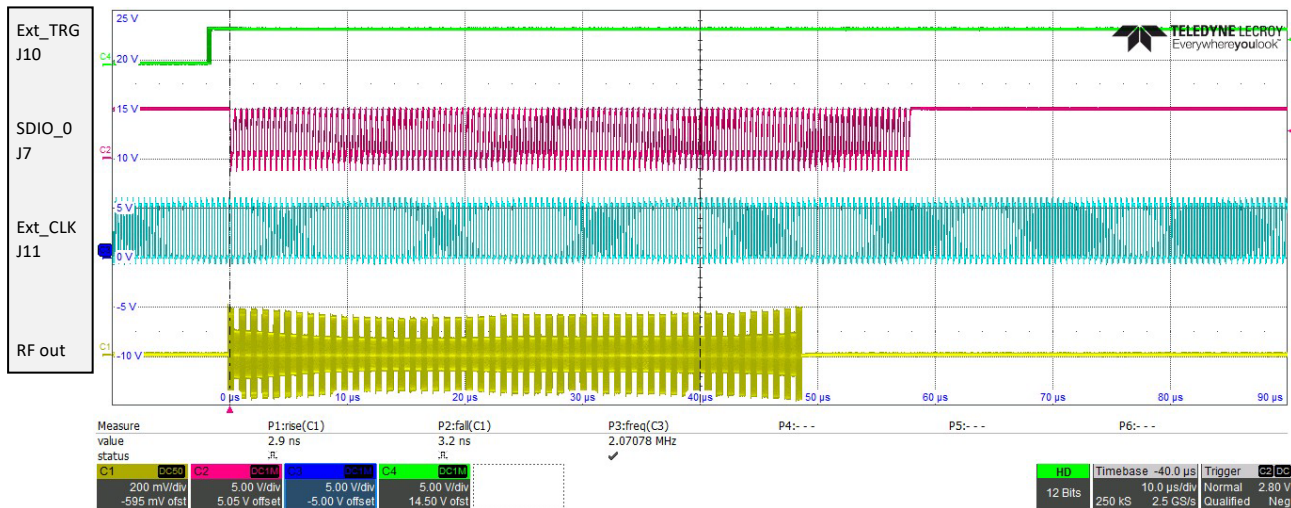 Ext_TRG
J10
SDIO_0
J7
Ext_CLK
J11
RF out
25 V
C4
20 V
15 V
C2
10 V
5 V
0 V
-5 V
C1
-10 V
TELEDYNE LECROY
Everywhereyoulook
0 µs 10 µs 20 µs 30 µs 40 µs 50 µs 60 µs 70 µs 80 µs 90 µs
Measure P1:rise(C1) P2:fall(C1) P3:freq(C3) P4:- - - P5:- - - P6:- - -
value 2.9 ns 3.2 ns 2.07078 MHz
status
C1 DC50
200 mV/div
-595 mV ofst
C2 DC1M
5.00 V/div
5.05 V offset
C3 DC1M
5.00 V/div
-5.00 V offset
C4 DC1M
5.00 V/div
14.50 V ofst
HD
12 Bits
Timebase -40.0 µs
10.0 µs/div
250 kS 2.5 GS/s
Trigger C2 DC
Normal 2.80 V
Qualified Neg